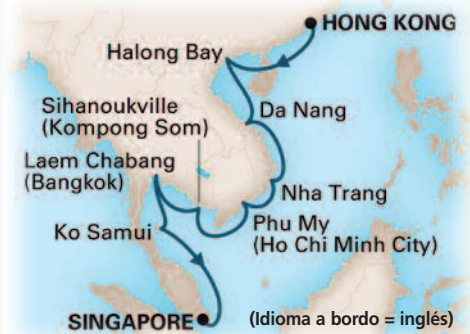 HONG KONG
Halong Bay
Da Nang
Sihanoukville
(Kompong Som)
Laem Chabang
(Bangkok)
Nha Trang
Phu My
(Ho Chi Minh City)
Ko Samui
SINGAPORE
(Idioma a bordo = inglés)